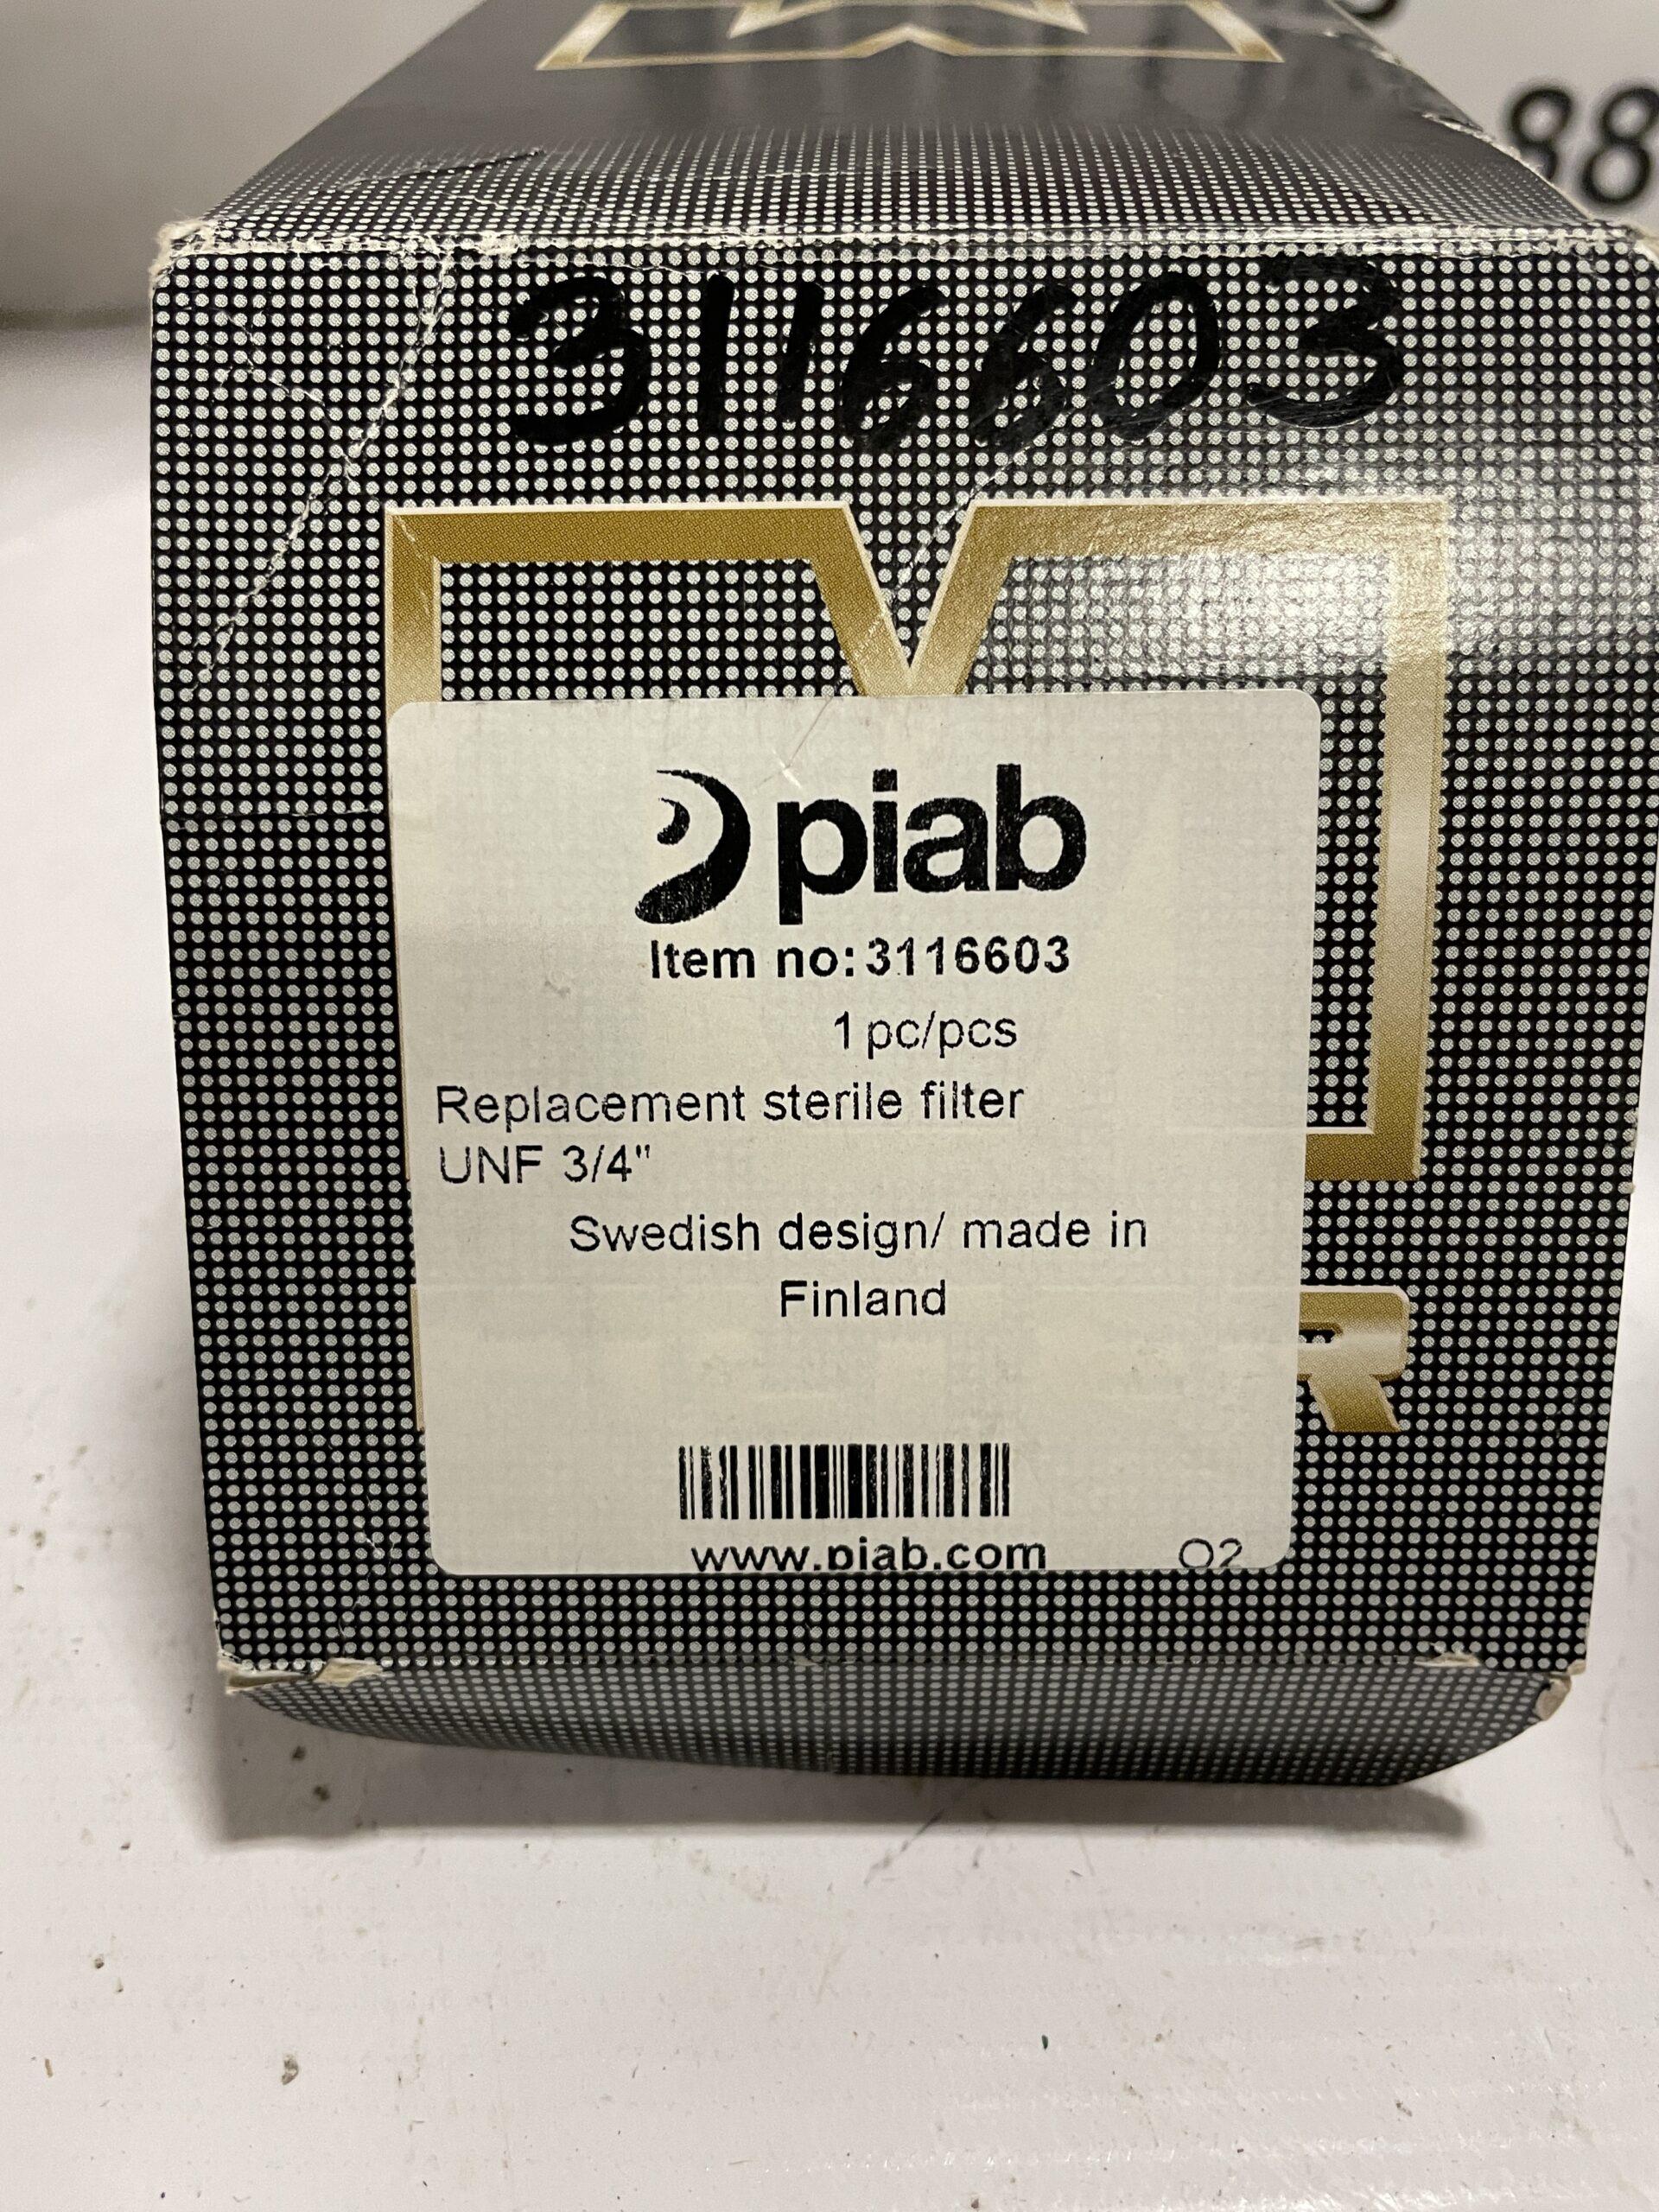 88
3116603
piab
Item no: 3116603
1 pc/pcs
Replacement sterile filter
UNF 3/4"
Swedish design/ made in
Finland
R
www.piab.com